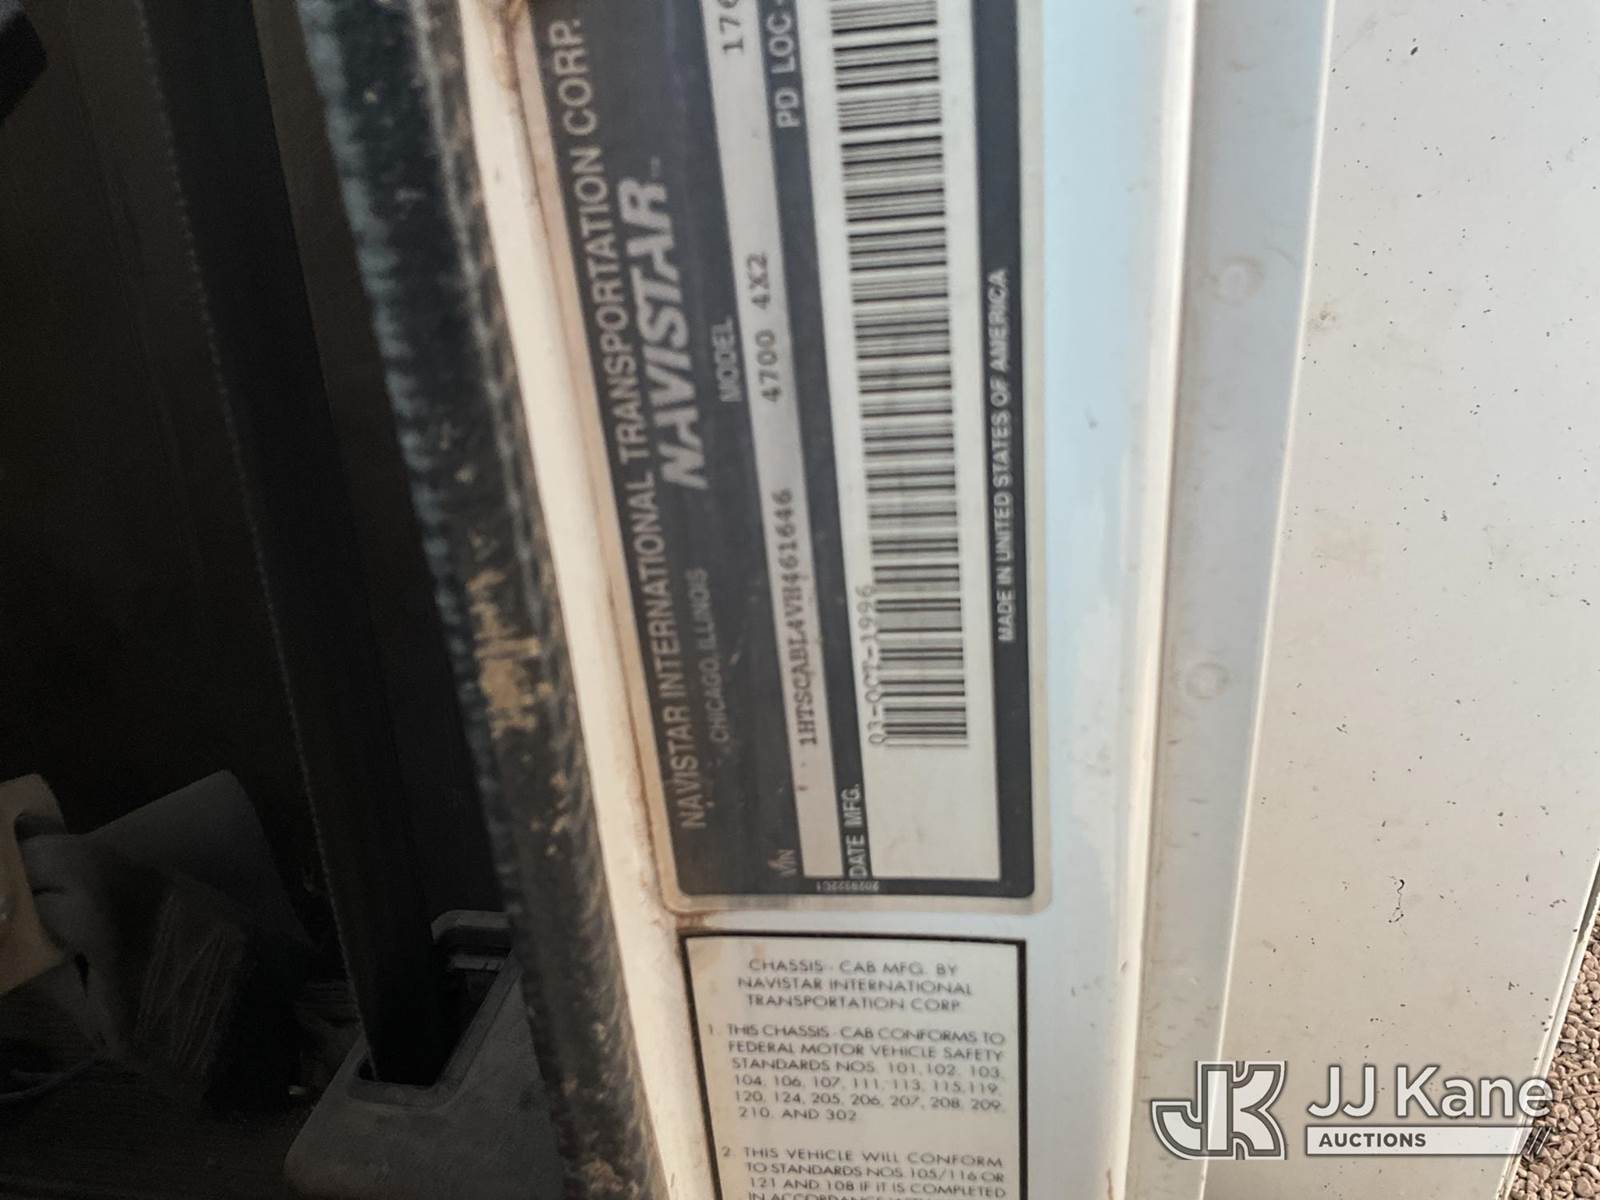 NAVISTAR INTERNATIONAL TRANSPORTATION CORP.
CHICAGO, ILLINOIS NAVISTAR
VIN MODEL
1HTSCABL4VH461646 4700 4X2
DATE MFG. PD LOC-
03-OCT-1996
MADE IN UNITED STATES OF AMERICA
CHASSIS - CAB MFG. BY
NAVISTAR INTERNATIONAL
TRANSPORTATION CORP
1. THIS CHASSIS - CAB CONFORMS TO
FEDERAL MOTOR VEHICLE SAFETY
STANDARDS NOS. 101, 102, 103,
104, 106, 107, 111, 113, 115, 119,
120, 124, 205, 206, 207, 208, 209,
210, AND 302
2. THIS VEHICLE WILL CONFORM
TO STANDARDS NOS 105/116 OR
121 AND 108 IF IT IS COMPLETED
JK JJ Kane
AUCTIONS